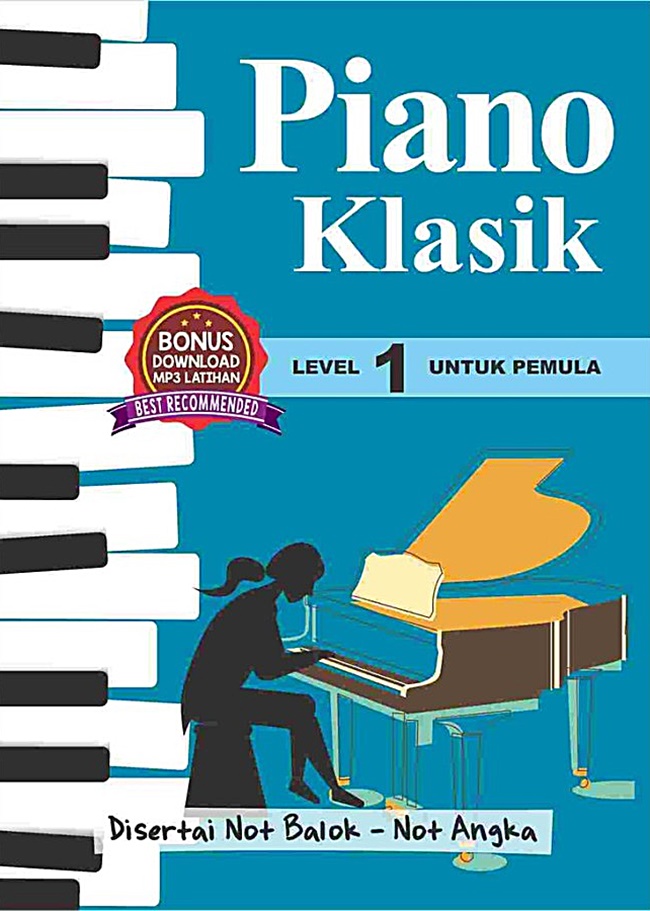 Piano
Klasik
BONUS
DOWNLOAD
MP3 LATIHAN
BEST RECOMMENDED
LEVEL 1 UNTUK PEMULA
Disertai Not Balok - Not Angka